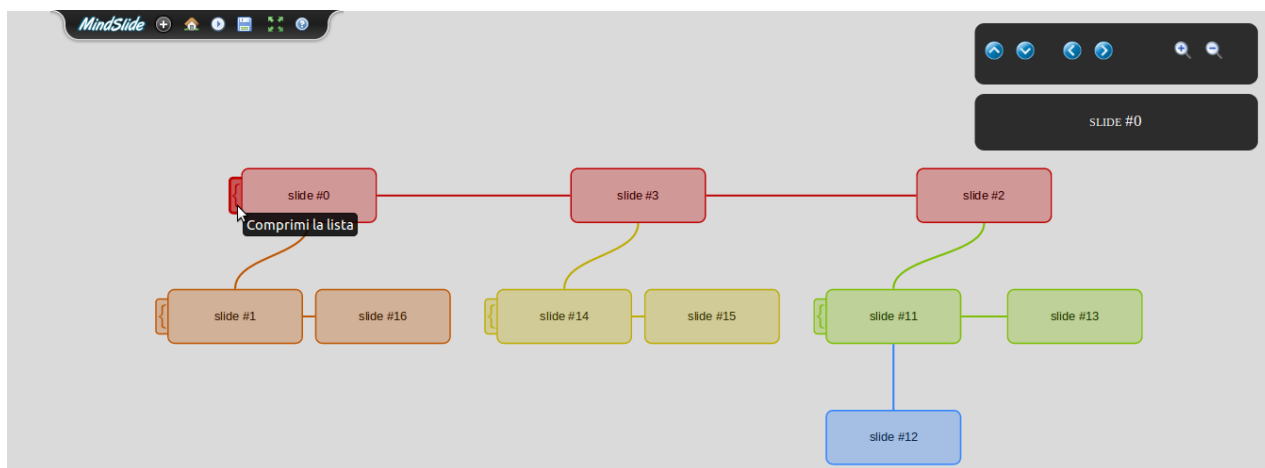 MindSlide
SLIDE #0
slide #0
slide #3
slide #2
Comprimi la lista
slide #1
slide #16
slide #14
slide #15
slide #11
slide #13
slide #12